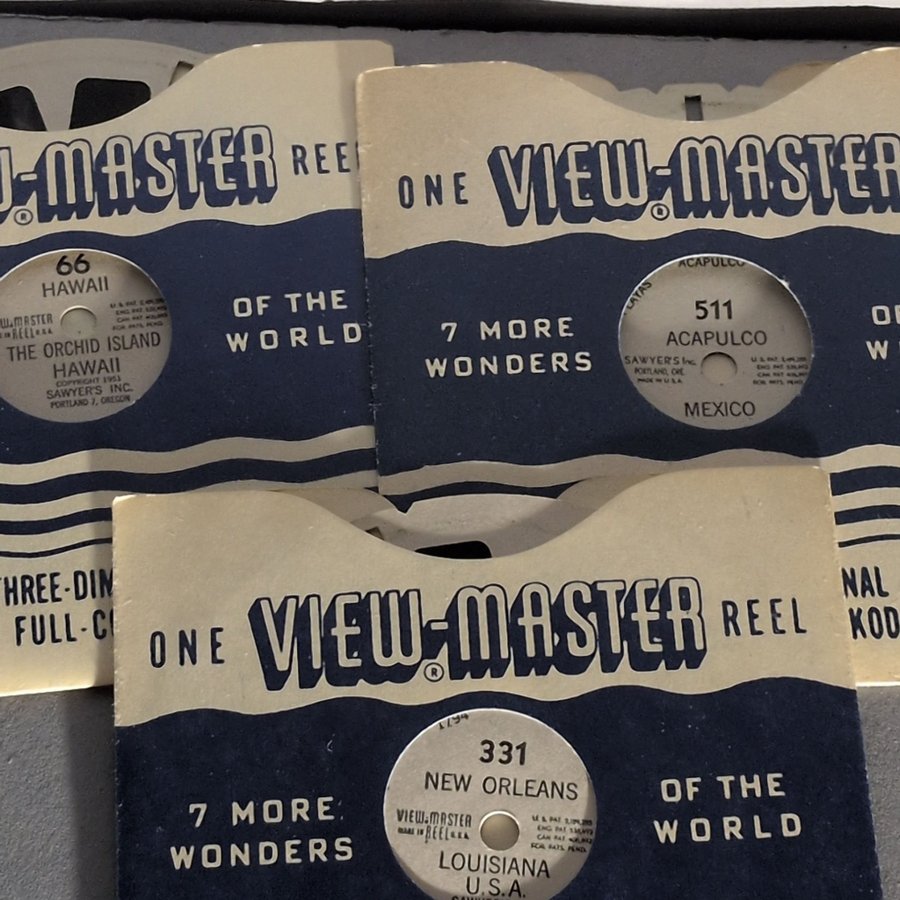 W-MASTER REEL
®
66
HAWAII
VIEW-MASTER
REEL U.S.A.
THE ORCHID ISLAND
HAWAII
COPYRIGHT 1951
SAWYER'S INC.
PORTLAND 7, OREGON
OF THE
WORLD
THREE-DIM
FULL-C
ONE VIEW-MASTER
®
7 MORE
WONDERS
ACAPULCO
511
ACAPULCO
SAWYER'S Inc.
PORTLAND, ORE.
MADE IN U.S.A.
MEXICO
W
NAL
KOD
ONE VIEW-MASTER REEL
®
7 MORE
WONDERS
331
NEW ORLEANS
VIEW-MASTER
MADE IN REEL U.S.A.
LOUISIANA
U.S.A.
OF THE
WORLD